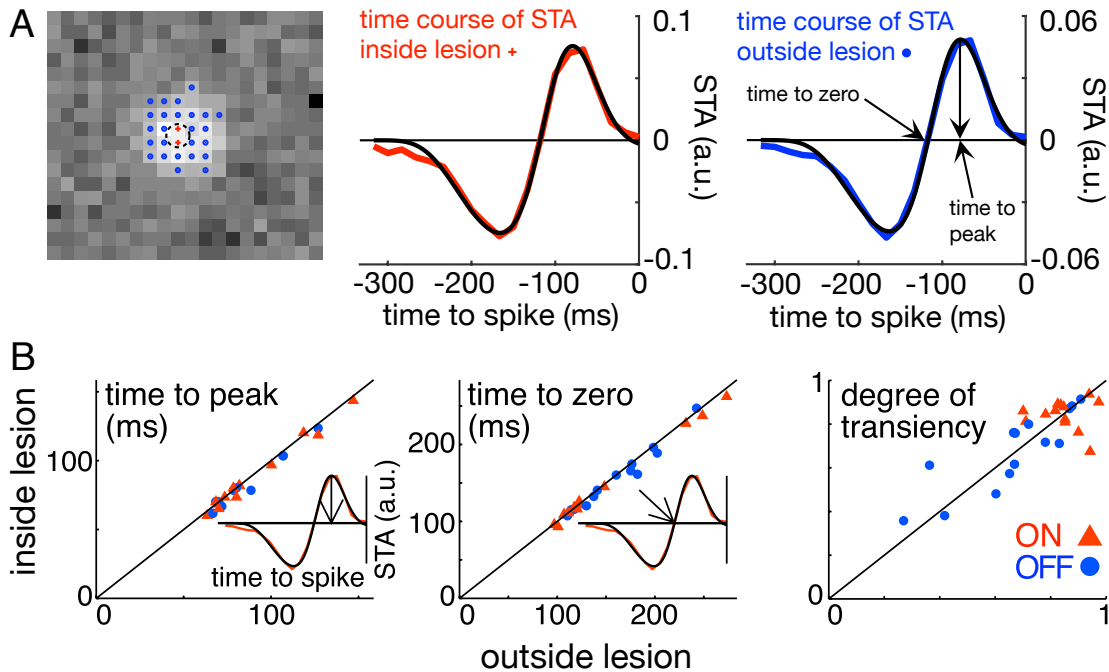 A
time course of STA
inside lesion +
0.1
0
-0.1
STA (a.u.)
-300 -200 -100 0
time to spike (ms)
time course of STA
outside lesion
time to zero
time to
peak
0.06
0
-0.06
STA (a.u.)
-300 -200 -100 0
time to spike (ms)
B
inside lesion
time to peak
(ms)
100
0
0 100
time to spike
STA (a.u.)
time to zero
(ms)
200
100
0
0 100 200
degree of
transiency
1
0
0 1
ON
OFF
outside lesion